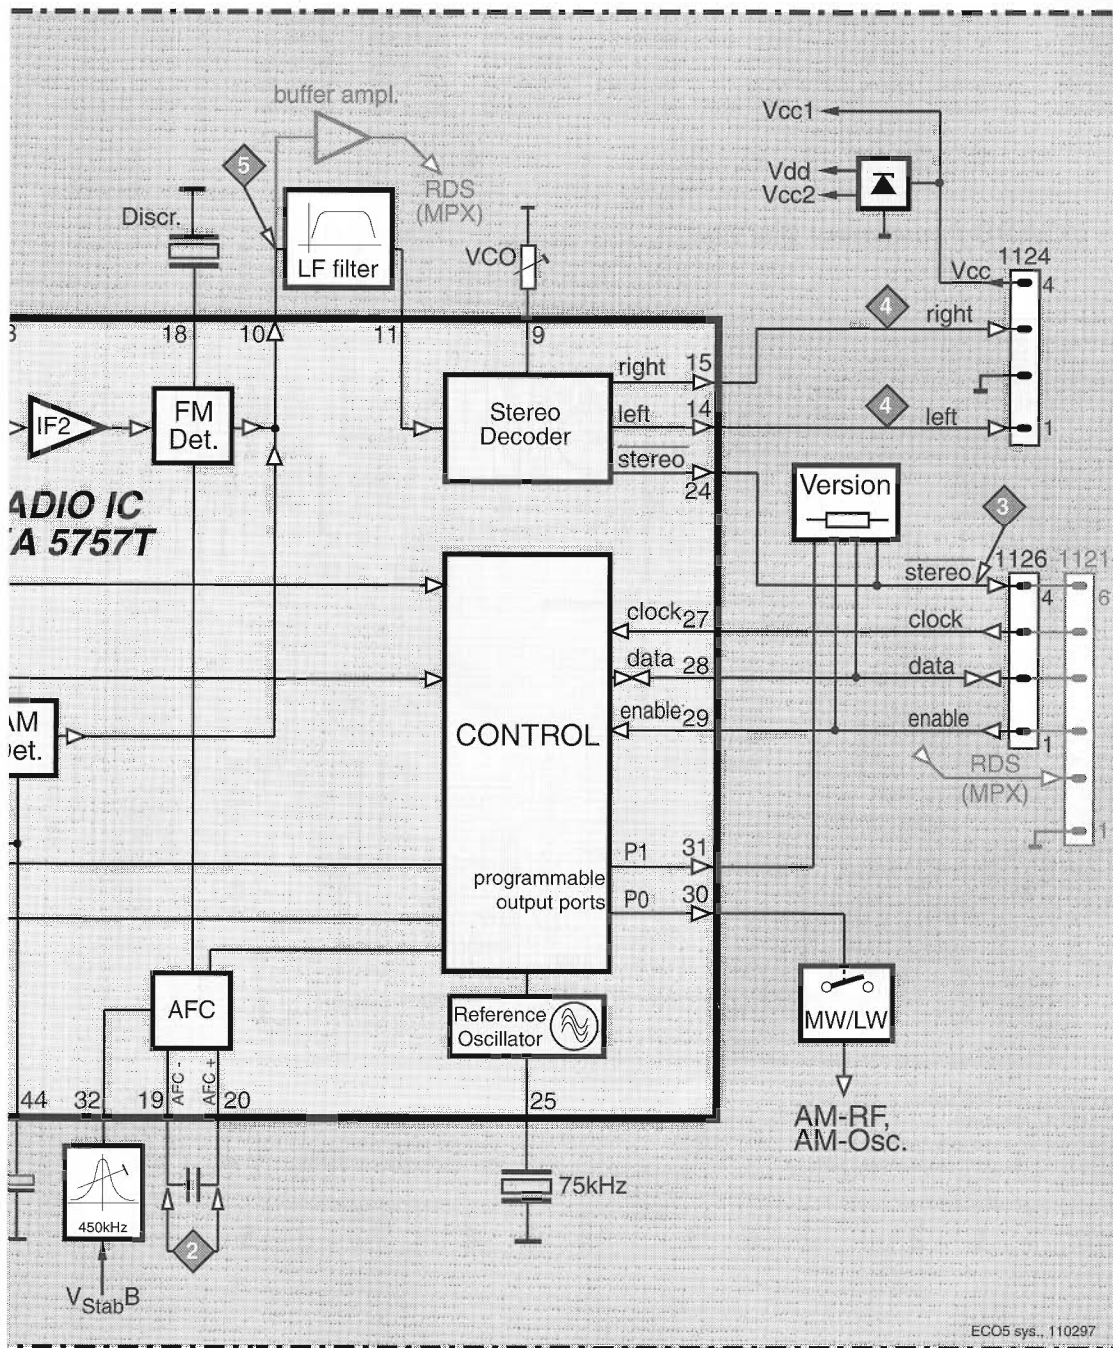 buffer ampl.
Vcc1
5
Vdd
Vcc2
RDS
(MPX)
Discr.
LF filter
VCO
1124
Vcc
4
4
right
18
10
11
9
right
15
FM
Det.
IF2
Stereo
Decoder
left
14
4
left
1
stereo
24
Version
ADIO IC
A 5757T
3
stereo
1126
1121
4
6
clock
27
clock
data
28
data
enable
29
enable
CONTROL
AM
Det.
1
RDS
(MPX)
1
P1
31
programmable
output ports
P0
30
AFC
Reference
Oscillator
MW/LW
AFC -
AFC +
44
32
19
20
25
AM-RF,
AM-Osc.
75kHz
450kHz
2
VStabB
ECO5 sys., 110297